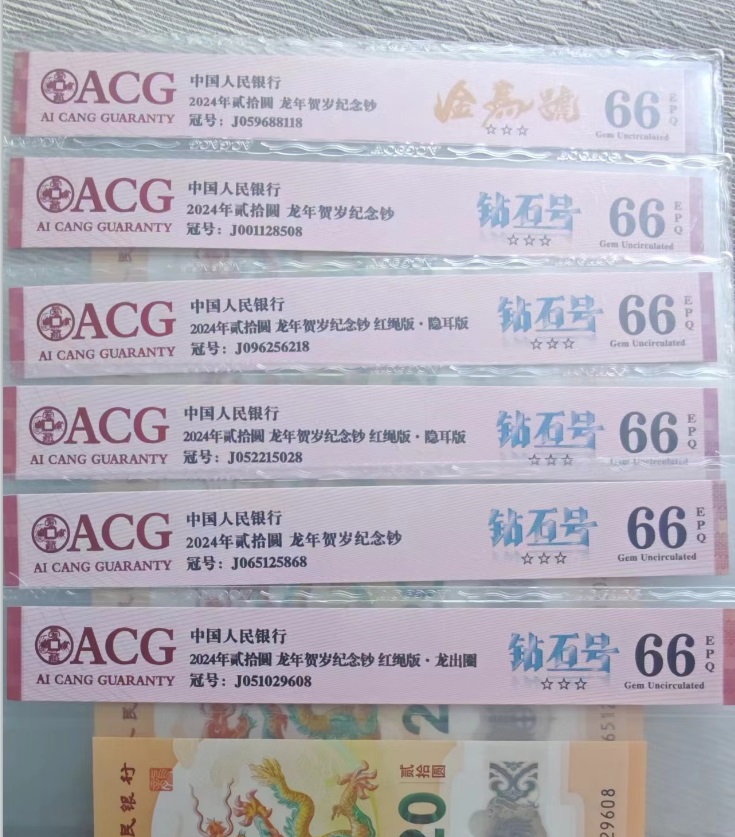 ACG
AI CANG GUARANTY
中国人民银行
2024年贰拾圆 龙年贺岁纪念钞
冠号：J059688118
金馬號
☆☆☆
66
EPQ
Gem Uncirculated
ACG
AI CANG GUARANTY
中国人民银行
2024年贰拾圆 龙年贺岁纪念钞
冠号：J001128508
钻石号
☆☆☆
66
EPQ
Gem Uncirculated
ACG
AI CANG GUARANTY
中国人民银行
2024年贰拾圆 龙年贺岁纪念钞 红绳版·隐耳版
冠号：J096256218
钻石号
☆☆☆
66
EPQ
Gem Uncirculated
ACG
AI CANG GUARANTY
中国人民银行
2024年贰拾圆 龙年贺岁纪念钞 红绳版·隐耳版
冠号：J052215028
钻石号
☆☆☆
66
EPQ
Gem Uncirculated
ACG
AI CANG GUARANTY
中国人民银行
2024年贰拾圆 龙年贺岁纪念钞
冠号：J065125868
钻石号
☆☆☆
66
EPQ
Gem Uncirculated
ACG
AI CANG GUARANTY
中国人民银行
2024年贰拾圆 龙年贺岁纪念钞 红绳版·龙出圈
冠号：J051029608
钻石号
☆☆☆
66
EPQ
Gem Uncirculated
民银行
贰拾圆
20
29608